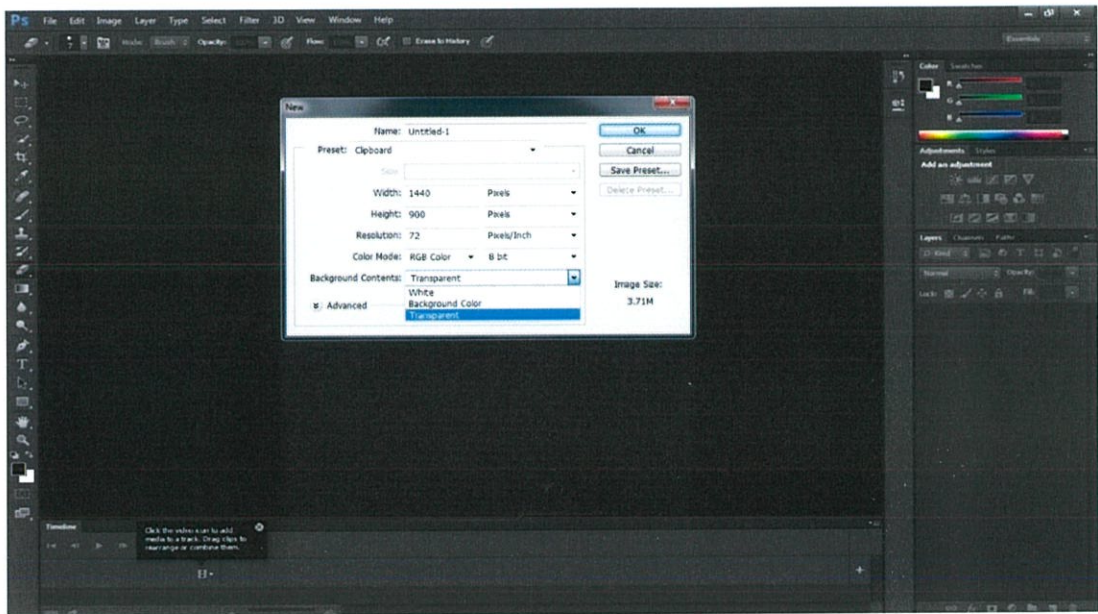 Ps File Edit Image Layer Type Select Filter 3D View Window Help
Mode: Brush Opacity: Flow: Erase to History Essentials
Color Swatches
R
G
B
Adjustments Styles
Add an adjustment
Layers Channels Paths
Kind
Normal Opacity:
Lock: Fill:
New
Name: Untitled-1
Preset: Clipboard
Size:
Width: 1440 Pixels
Height: 900 Pixels
Resolution: 72 Pixels/Inch
Color Mode: RGB Color 8 bit
Background Contents: Transparent
White
Background Color
Transparent
Advanced
OK
Cancel
Save Preset...
Delete Preset...
Image Size:
3.71M
Timeline
Click the video icon to add
media to a track. Drag clips to
rearrange or combine them.